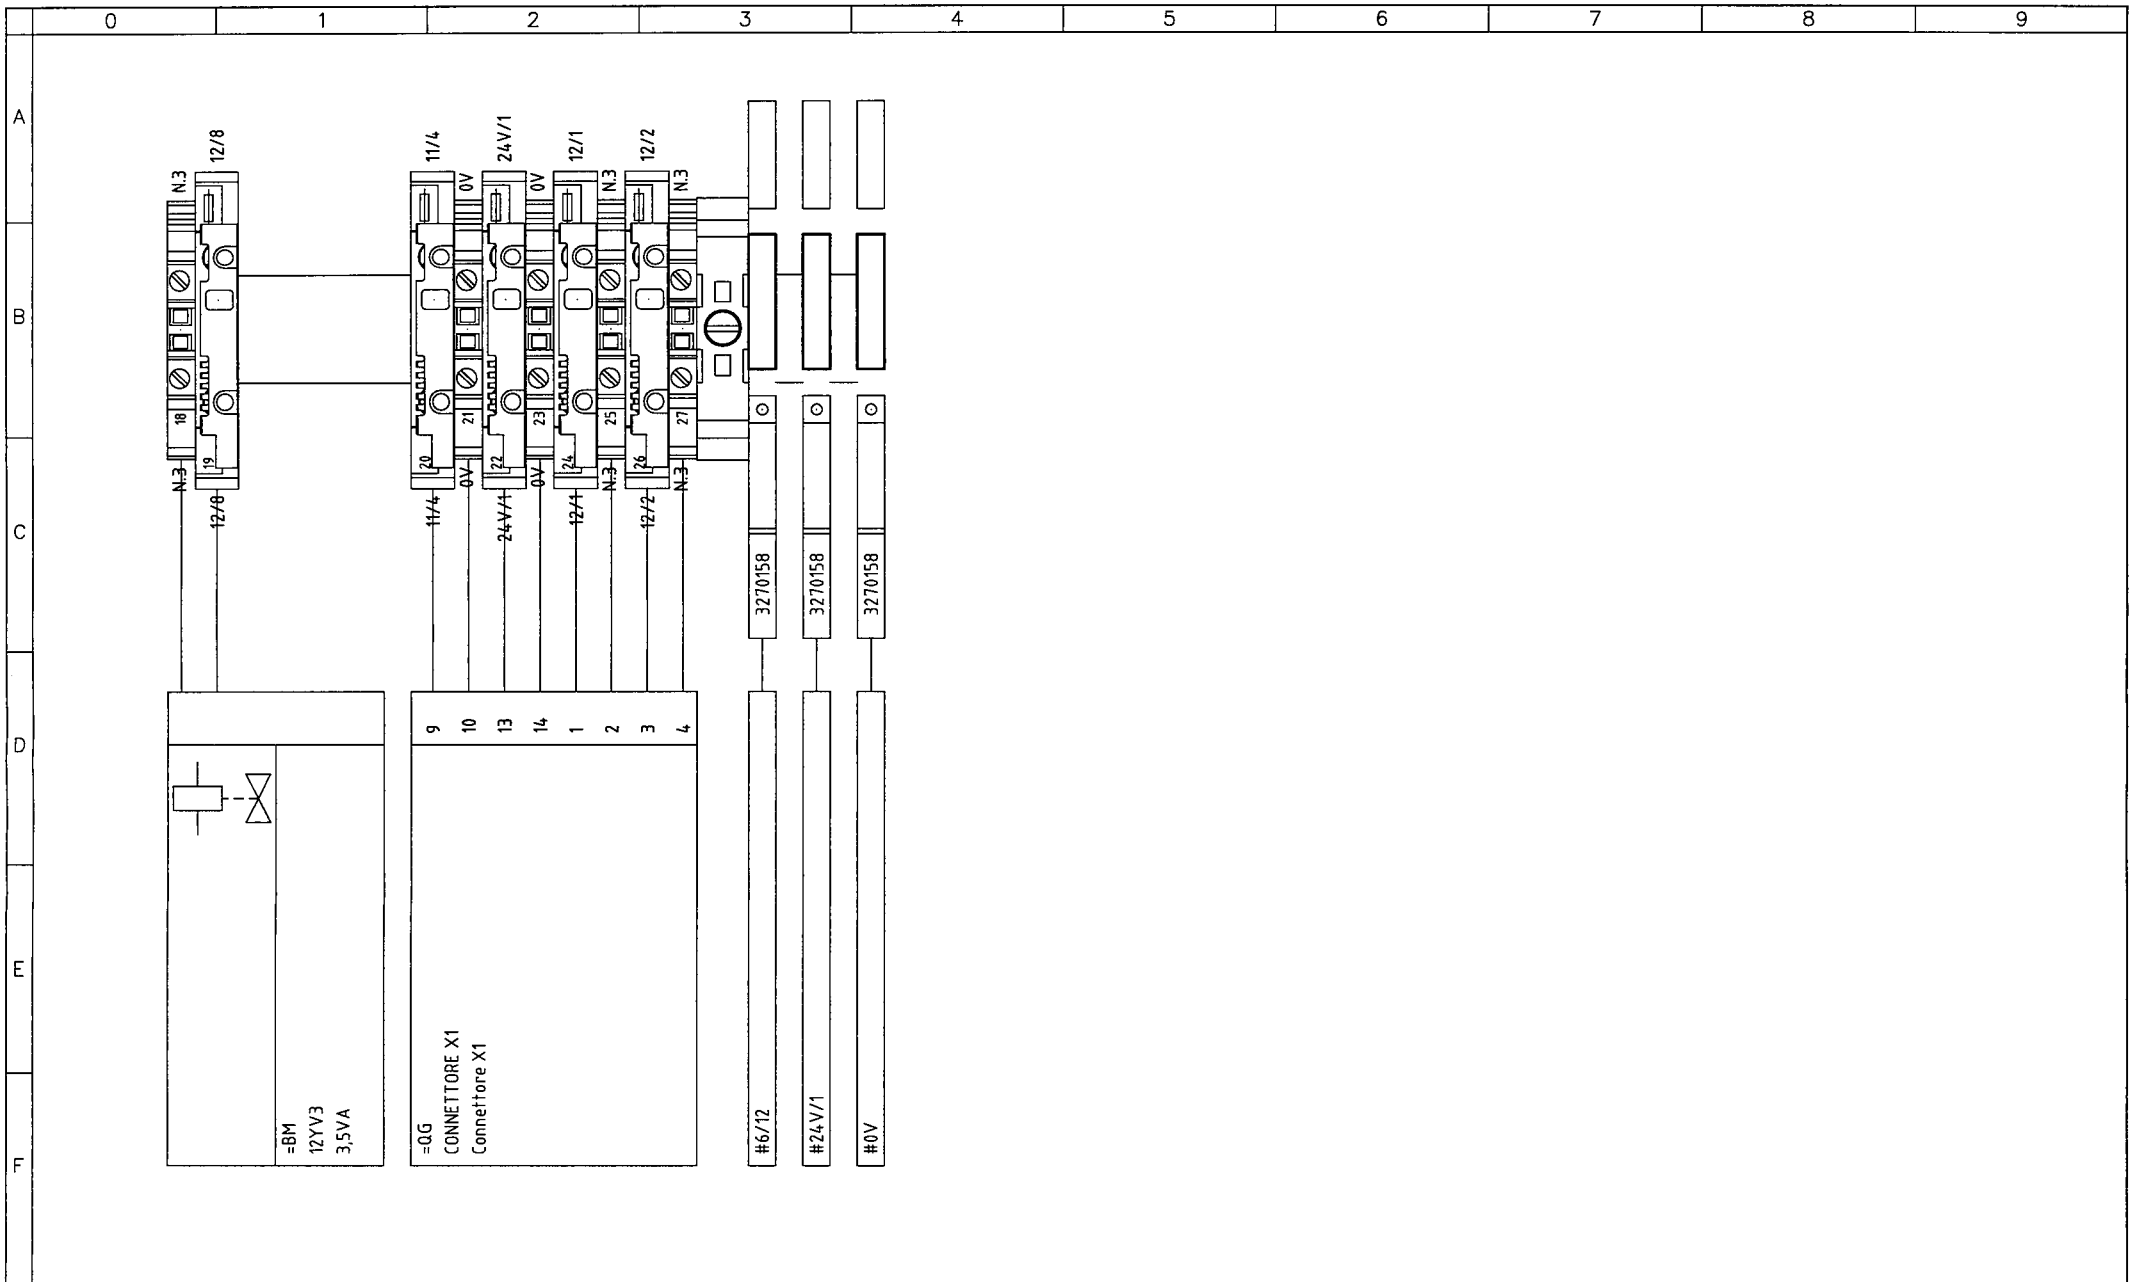 0 1 2 3 4 5 6 7 8 9
A
B
C
D
E
F
N.3 12/8 11/4 0V 24V/1 0V 12/1 N.3 12/2 N.3
18 19 20 21 22 23 24 25 26 27
N.3 12/8 11/4 0V 24V/1 0V 12/1 N.3 12/2 N.3
3270158 3270158 3270158
9 10 13 14 1 2 3 4
=BM
12YV3
3,5VA
=QG
CONNETTORE X1
Connettore X1
#6/12
#24V/1
#0V